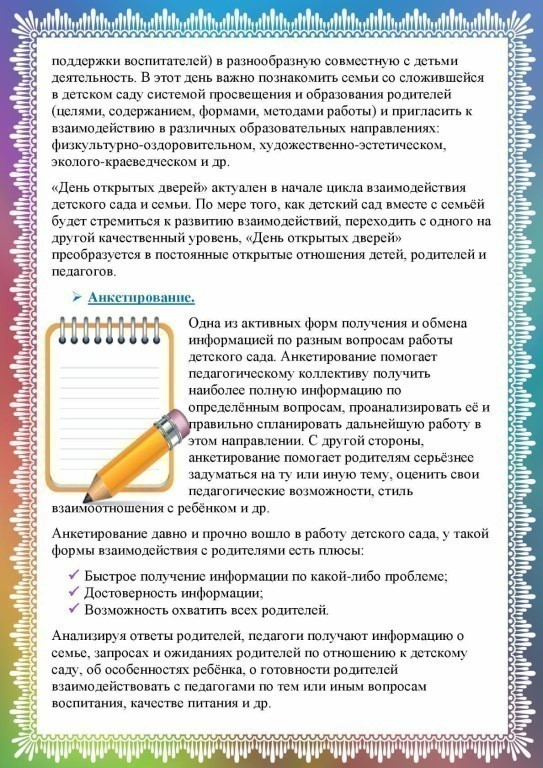 поддержки воспитателей) в разнообразную совместную с детьми
деятельность. В этот день важно познакомить семьи со сложившейся
в детском саду системой просвещения и образования родителей
(целями, содержанием, формами, методами работы) и пригласить к
взаимодействию в различных образовательных направлениях:
физкультурно-оздоровительном, художественно-эстетическом,
эколого-краеведческом и др.
«День открытых дверей» актуален в начале цикла взаимодействия
детского сада и семьи. По мере того, как детский сад вместе с семьёй
будет стремиться к развитию взаимодействий, переходить с одного на
другой качественный уровень, «День открытых дверей»
преобразуется в постоянные открытые отношения детей, родителей и
педагогов.
Анкетирование.
Одна из активных форм получения и обмена
информацией по разным вопросам работы
детского сада. Анкетирование помогает
педагогическому коллективу получить
наиболее полную информацию по
определённым вопросам, проанализировать её и
правильно спланировать дальнейшую работу в
этом направлении. С другой стороны,
анкетирование помогает родителям серьёзнее
задуматься на ту или иную тему, оценить свои
педагогические возможности, стиль
взаимоотношения с ребёнком и др.
Анкетирование давно и прочно вошло в работу детского сада, у такой
формы взаимодействия с родителями есть плюсы:
✓ Быстрое получение информации по какой-либо проблеме;
✓ Достоверность информации;
✓ Возможность охватить всех родителей.
Анализируя ответы родителей, педагоги получают информацию о
семье, запросах и ожиданиях родителей по отношению к детскому
саду, об особенностях ребёнка, о готовности родителей
взаимодействовать с педагогами по тем или иным вопросам
воспитания, качестве питания и др.